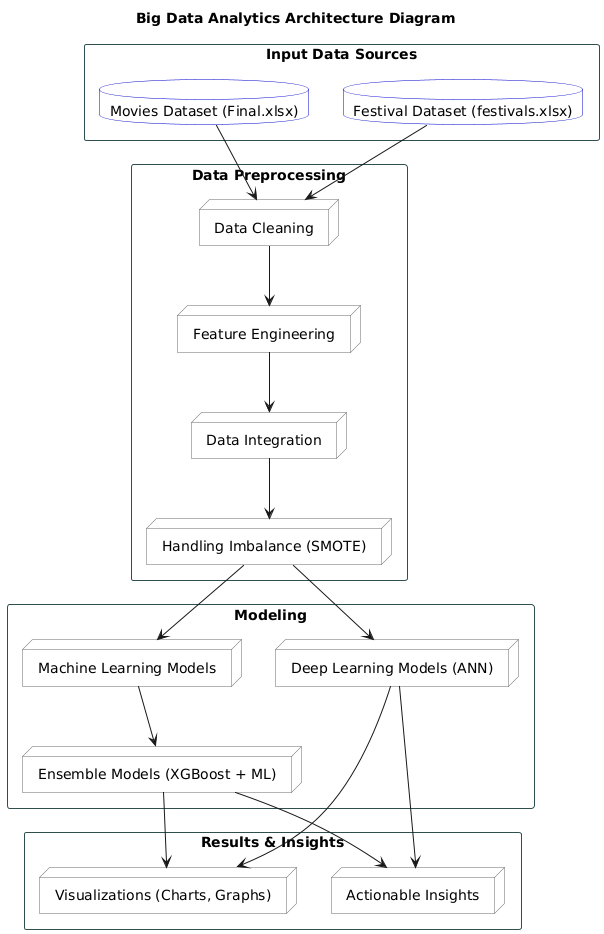 Big Data Analytics Architecture Diagram
Input Data Sources
Movies Dataset (Final.xlsx)
Festival Dataset (festivals.xlsx)
Data Preprocessing
Data Cleaning
Feature Engineering
Data Integration
Handling Imbalance (SMOTE)
Modeling
Machine Learning Models
Deep Learning Models (ANN)
Ensemble Models (XGBoost + ML)
Results & Insights
Visualizations (Charts, Graphs)
Actionable Insights